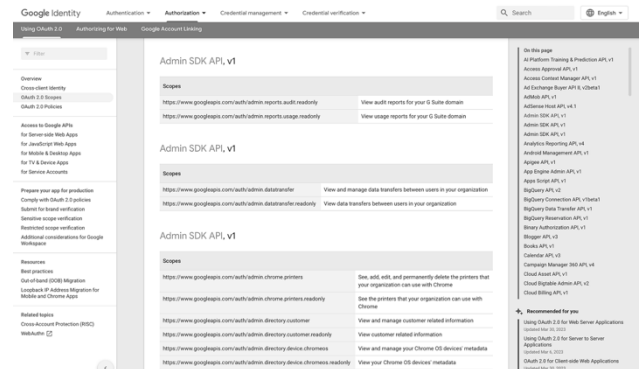 Google Identity
Authentication
Authorization
Credential management
Credential verification
Search
English
Using OAuth 2.0
Authorizing for Web
Google Account Linking
Filter
Overview
Cross-client Identity
OAuth 2.0 Scopes
OAuth 2.0 Policies
Access to Google APIs
for Server-side Web Apps
for JavaScript Web Apps
for Mobile & Desktop Apps
for TV & Device Apps
for Service Accounts
Prepare your app for production
Comply with OAuth 2.0 policies
Submit for brand verification
Sensitive scope verification
Restricted scope verification
Additional considerations for Google
Workspace
Resources
Best practices
Out-of-band (OOB) Migration
Loopback IP Address Migration for
Mobile and Chrome Apps
Related topics
Cross-Account Protection (RISC)
WebAuthn
Admin SDK API, v1
Scopes
https://www.googleapis.com/auth/admin.reports.audit.readonly View audit reports for your G Suite domain
https://www.googleapis.com/auth/admin.reports.usage.readonly View usage reports for your G Suite domain
Admin SDK API, v1
Scopes
https://www.googleapis.com/auth/admin.datatransfer View and manage data transfers between users in your organization
https://www.googleapis.com/auth/admin.datatransfer.readonly View data transfers between users in your organization
Admin SDK API, v1
Scopes
https://www.googleapis.com/auth/admin.chrome.printers See, add, edit, and permanently delete the printers that
your organization can use with Chrome
https://www.googleapis.com/auth/admin.chrome.printers.readonly See the printers that your organization can use with
Chrome
https://www.googleapis.com/auth/admin.directory.customer View and manage customer related information
https://www.googleapis.com/auth/admin.directory.customer.readonly View customer related information
https://www.googleapis.com/auth/admin.directory.device.chromeos View and manage your Chrome OS devices' metadata
https://www.googleapis.com/auth/admin.directory.device.chromeos.readonly View your Chrome OS devices' metadata
On this page
AI Platform Training & Prediction API, v1
Access Approval API, v1
Access Context Manager API, v1
Ad Exchange Buyer API II, v2beta1
AdMob API, v1
AdSense Host API, v4.1
Admin SDK API, v1
Admin SDK API, v1
Admin SDK API, v1
Analytics Reporting API, v4
Android Management API, v1
Apigee API, v1
App Engine Admin API, v1
Apps Script API, v1
BigQuery API, v2
BigQuery Connection API, v1beta1
BigQuery Data Transfer API, v1
BigQuery Reservation API, v1
Binary Authorization API, v1
Blogger API, v3
Books API, v1
Calendar API, v3
Campaign Manager 360 API, v4
Cloud Asset API, v1
Cloud Bigtable Admin API, v2
Cloud Billing API, v1
Recommended for you
Using OAuth 2.0 for Web Server Applications
Updated Mar 30, 2023
Using OAuth 2.0 for Server to Server
Applications
Updated Mar 6, 2023
OAuth 2.0 for Client-side Web Applications